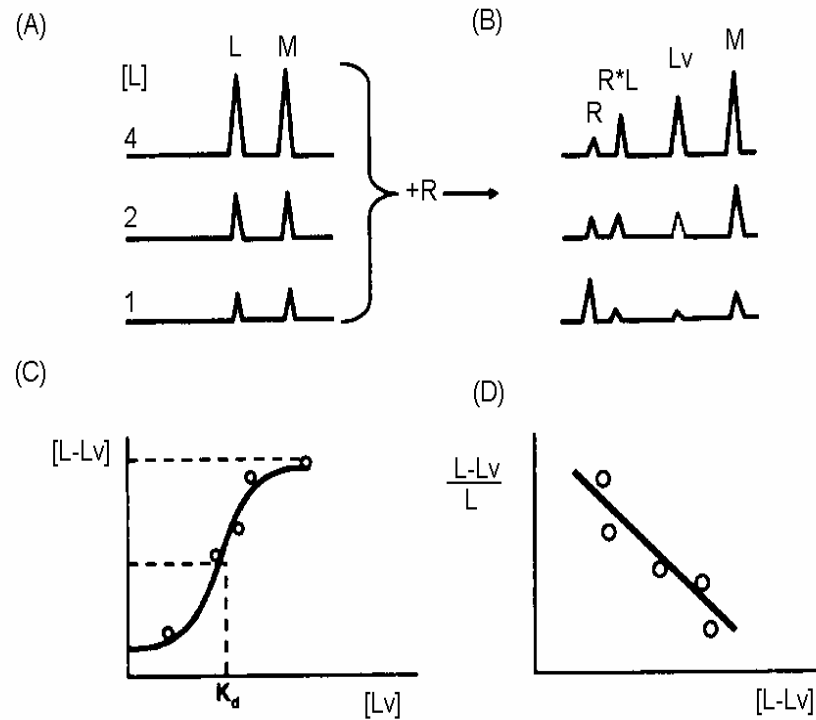 (A)
(B)
[L]
L
M
R
R*L
Lv
M
4
2
1
+R
(C)
(D)
[L-Lv]
Kd
[Lv]
L-Lv
L
[L-Lv]